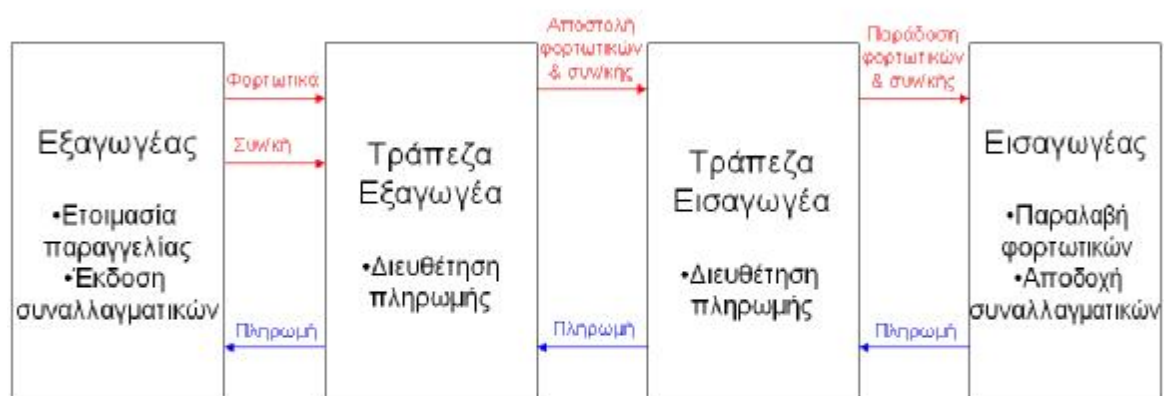 Εξαγωγέας
•Ετοιμασία
παραγγελίας
•Έκδοση
συναλλαγματικών
Φορτωτικά
Συν/κή
Πληρωμή
Τράπεζα
Εξαγωγέα
•Διευθέτηση
πληρωμής
Αποστολή
φορτωτικών
& συν/κής
Πληρωμή
Τράπεζα
Εισαγωγέα
•Διευθέτηση
πληρωμής
Παράδοση
φορτωτικών
& συν/κής
Πληρωμή
Εισαγωγέας
•Παραλαβή
φορτωτικών
•Αποδοχή
συναλλαγματικών